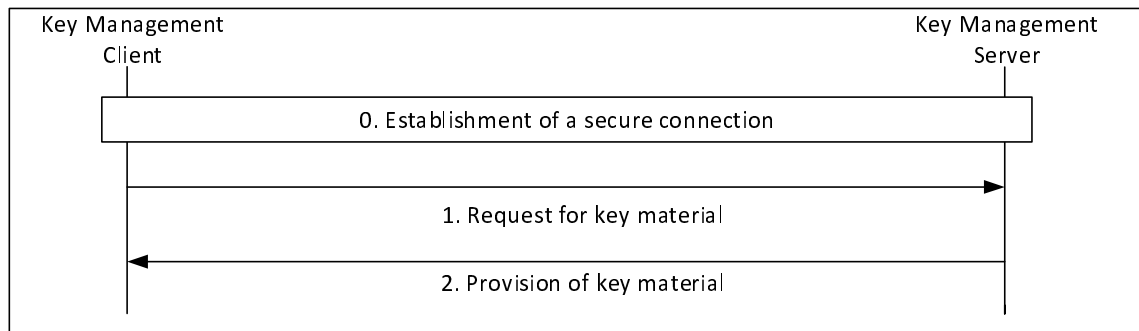 Key Management
Client
Key Management
Server
0. Establishment of a secure connection
1. Request for key material
2. Provision of key material